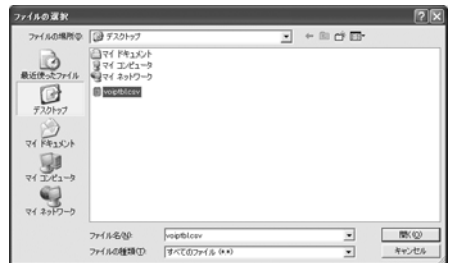 ファイルの選択
ファイルの場所(I):
デスクトップ
最近使ったファイル
デスクトップ
マイ ドキュメント
マイ コンピュータ
マイ ネットワーク
マイ ドキュメント
マイ コンピュータ
マイ ネットワーク
voiptbl.csv
ファイル名(N):
voiptbl.csv
開く(O)
ファイルの種類(T):
すべてのファイル (*.*)
キャンセル